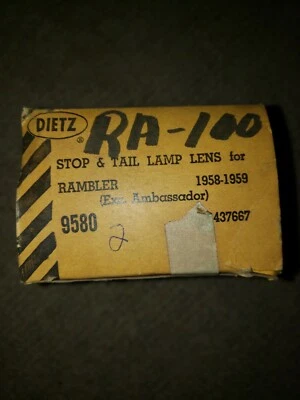 DIETZ ®
RA-100
STOP & TAIL LAMP LENS for
RAMBLER 1958-1959
(Exc. Ambassador)
9580 2 437667